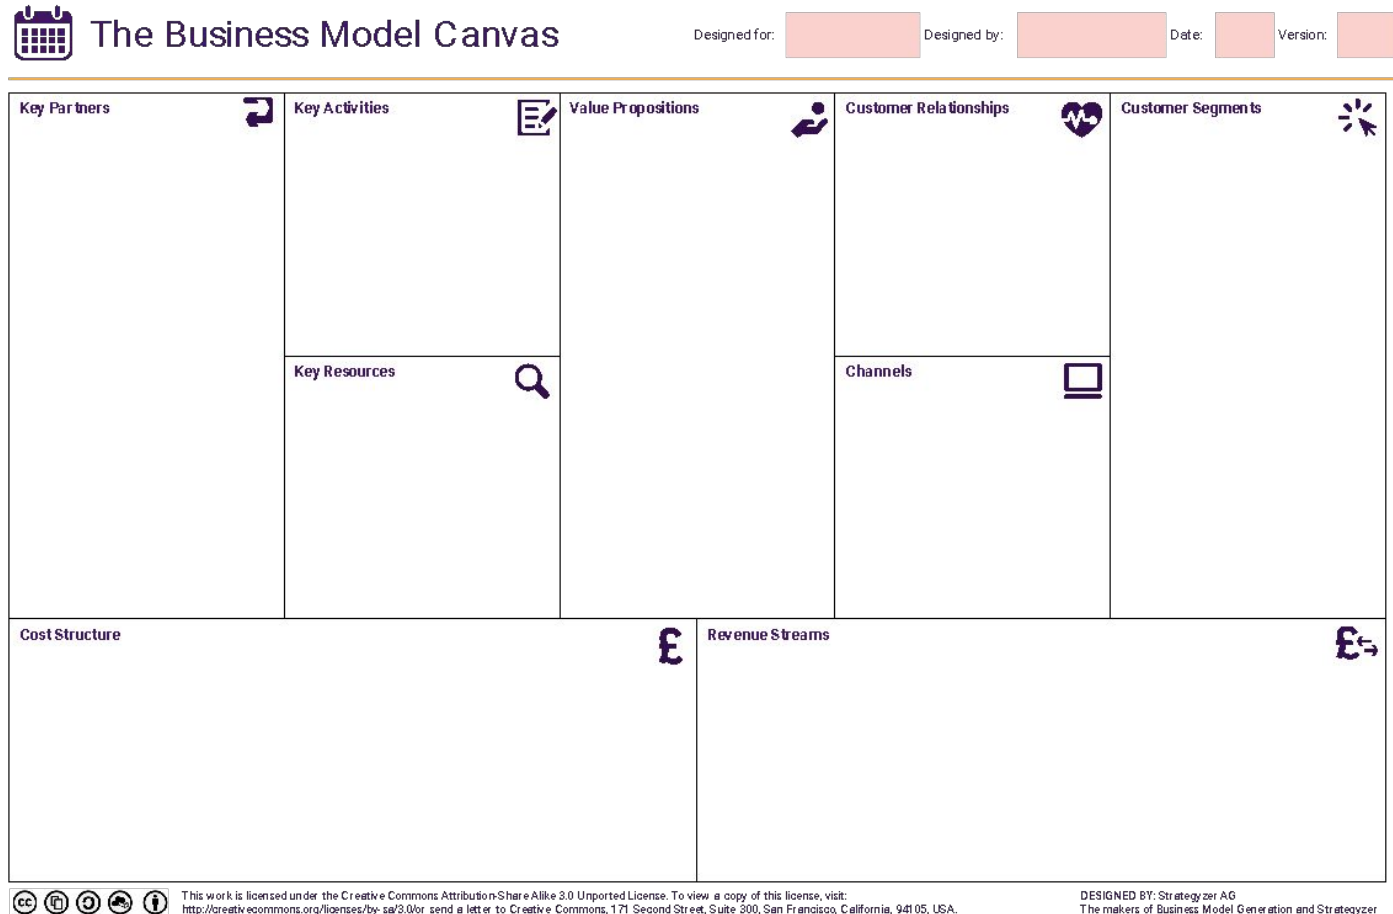 The Business Model Canvas
Designed for:
Designed by:
Date:
Version:
Key Partners
Key Activities
Value Propositions
Customer Relationships
Customer Segments
Key Resources
Channels
Cost Structure
£
Revenue Streams
£
cc
This work is licensed under the Creative Commons Attribution-Share Alike 3.0 Unported License. To view a copy of this license, visit:
http://creativecommons.org/licenses/by-sa/3.0/or send a letter to Creative Commons, 171 Second Street, Suite 300, San Francisco, California, 94105, USA.
DESIGNED BY: Strategyzer AG
The makers of Business Model Generation and Strategyzer